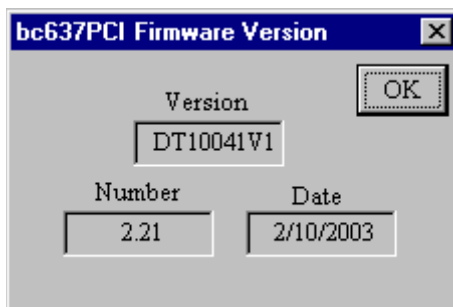 bc637PCI Firmware Version
OK
Version
DT10041V1
Number Date
2.21 2/10/2003